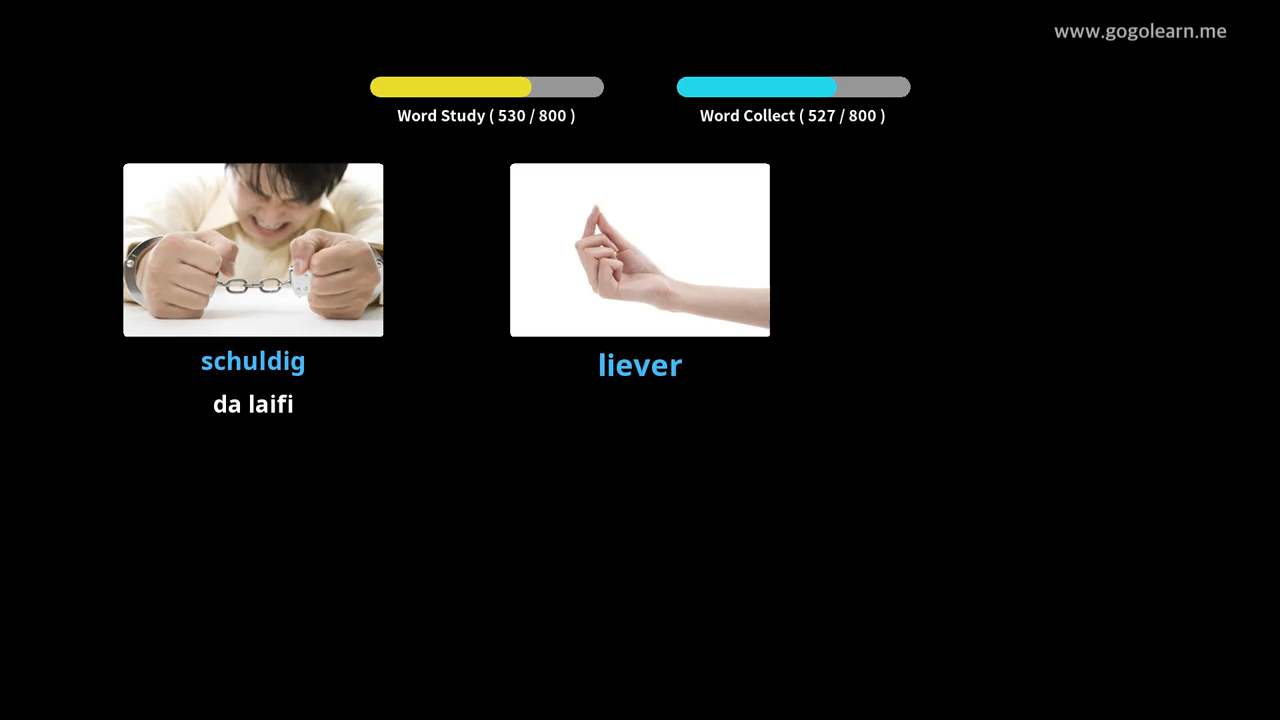 www.gogolearn.me
Word Study ( 530 / 800 )
Word Collect ( 527 / 800 )
schuldig
da laifi
liever